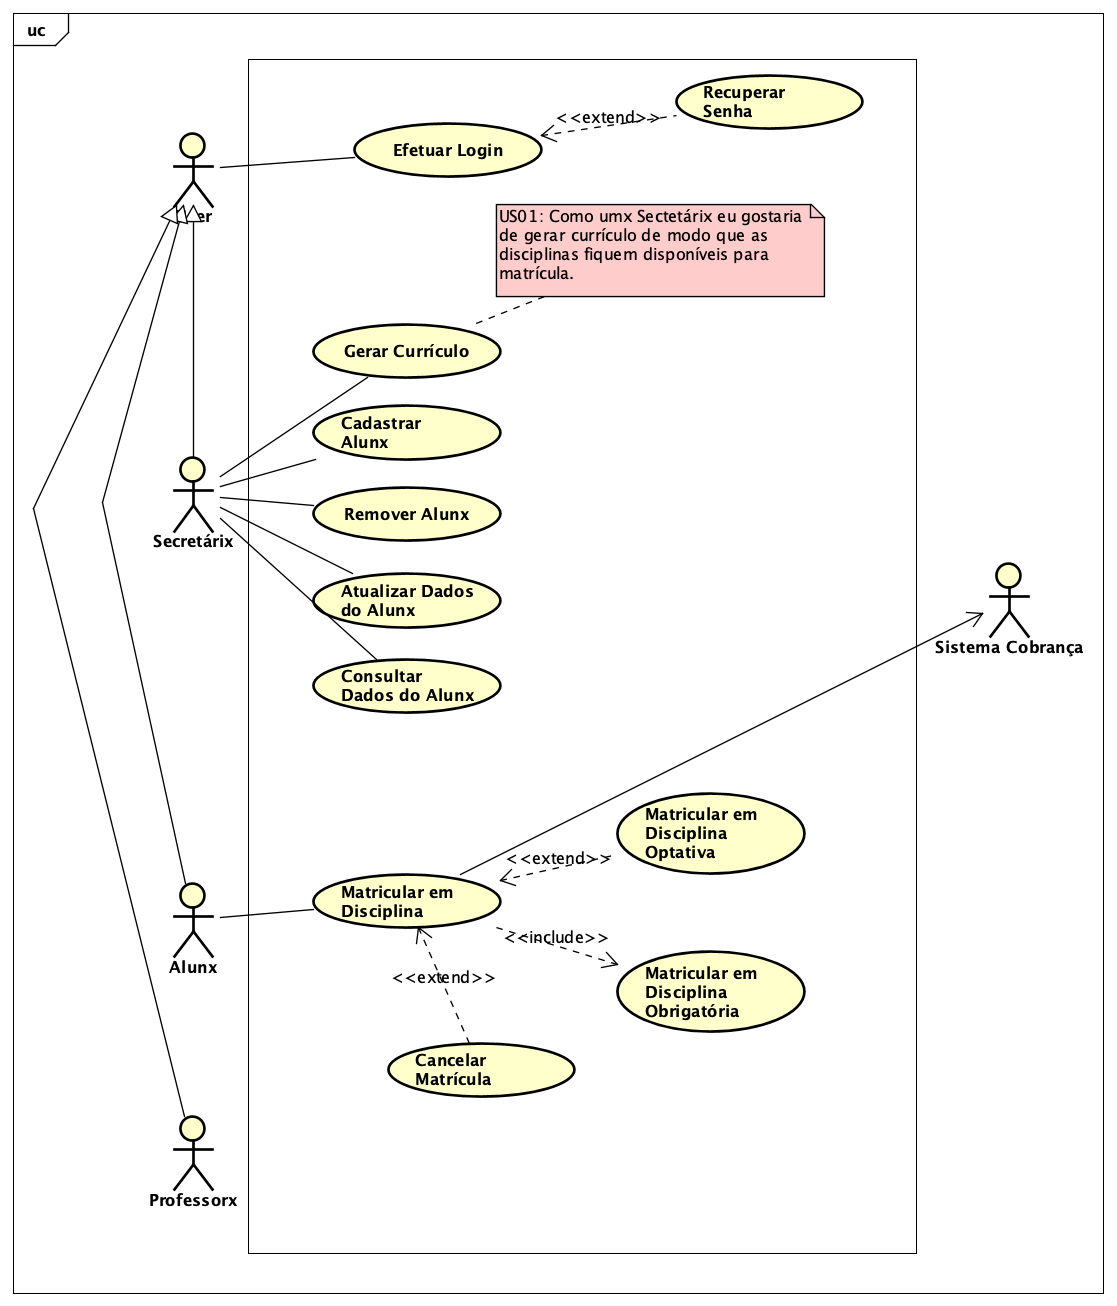 uc
Recuperar
Senha
<<extend>>
Efetuar Login
US01: Como umx Sectetárix eu gostaria
de gerar currículo de modo que as
disciplinas fiquem disponíveis para
matrícula.
Gerar Currículo
Cadastrar
Alunx
Remover Alunx
Secretárix
Atualizar Dados
do Alunx
Sistema Cobrança
Consultar
Dados do Alunx
Matricular em
Disciplina
Optativa
<<extend>>
Matricular em
Disciplina
<<include>>
Alunx
<<extend>>
Matricular em
Disciplina
Obrigatória
Cancelar
Matrícula
Professorx